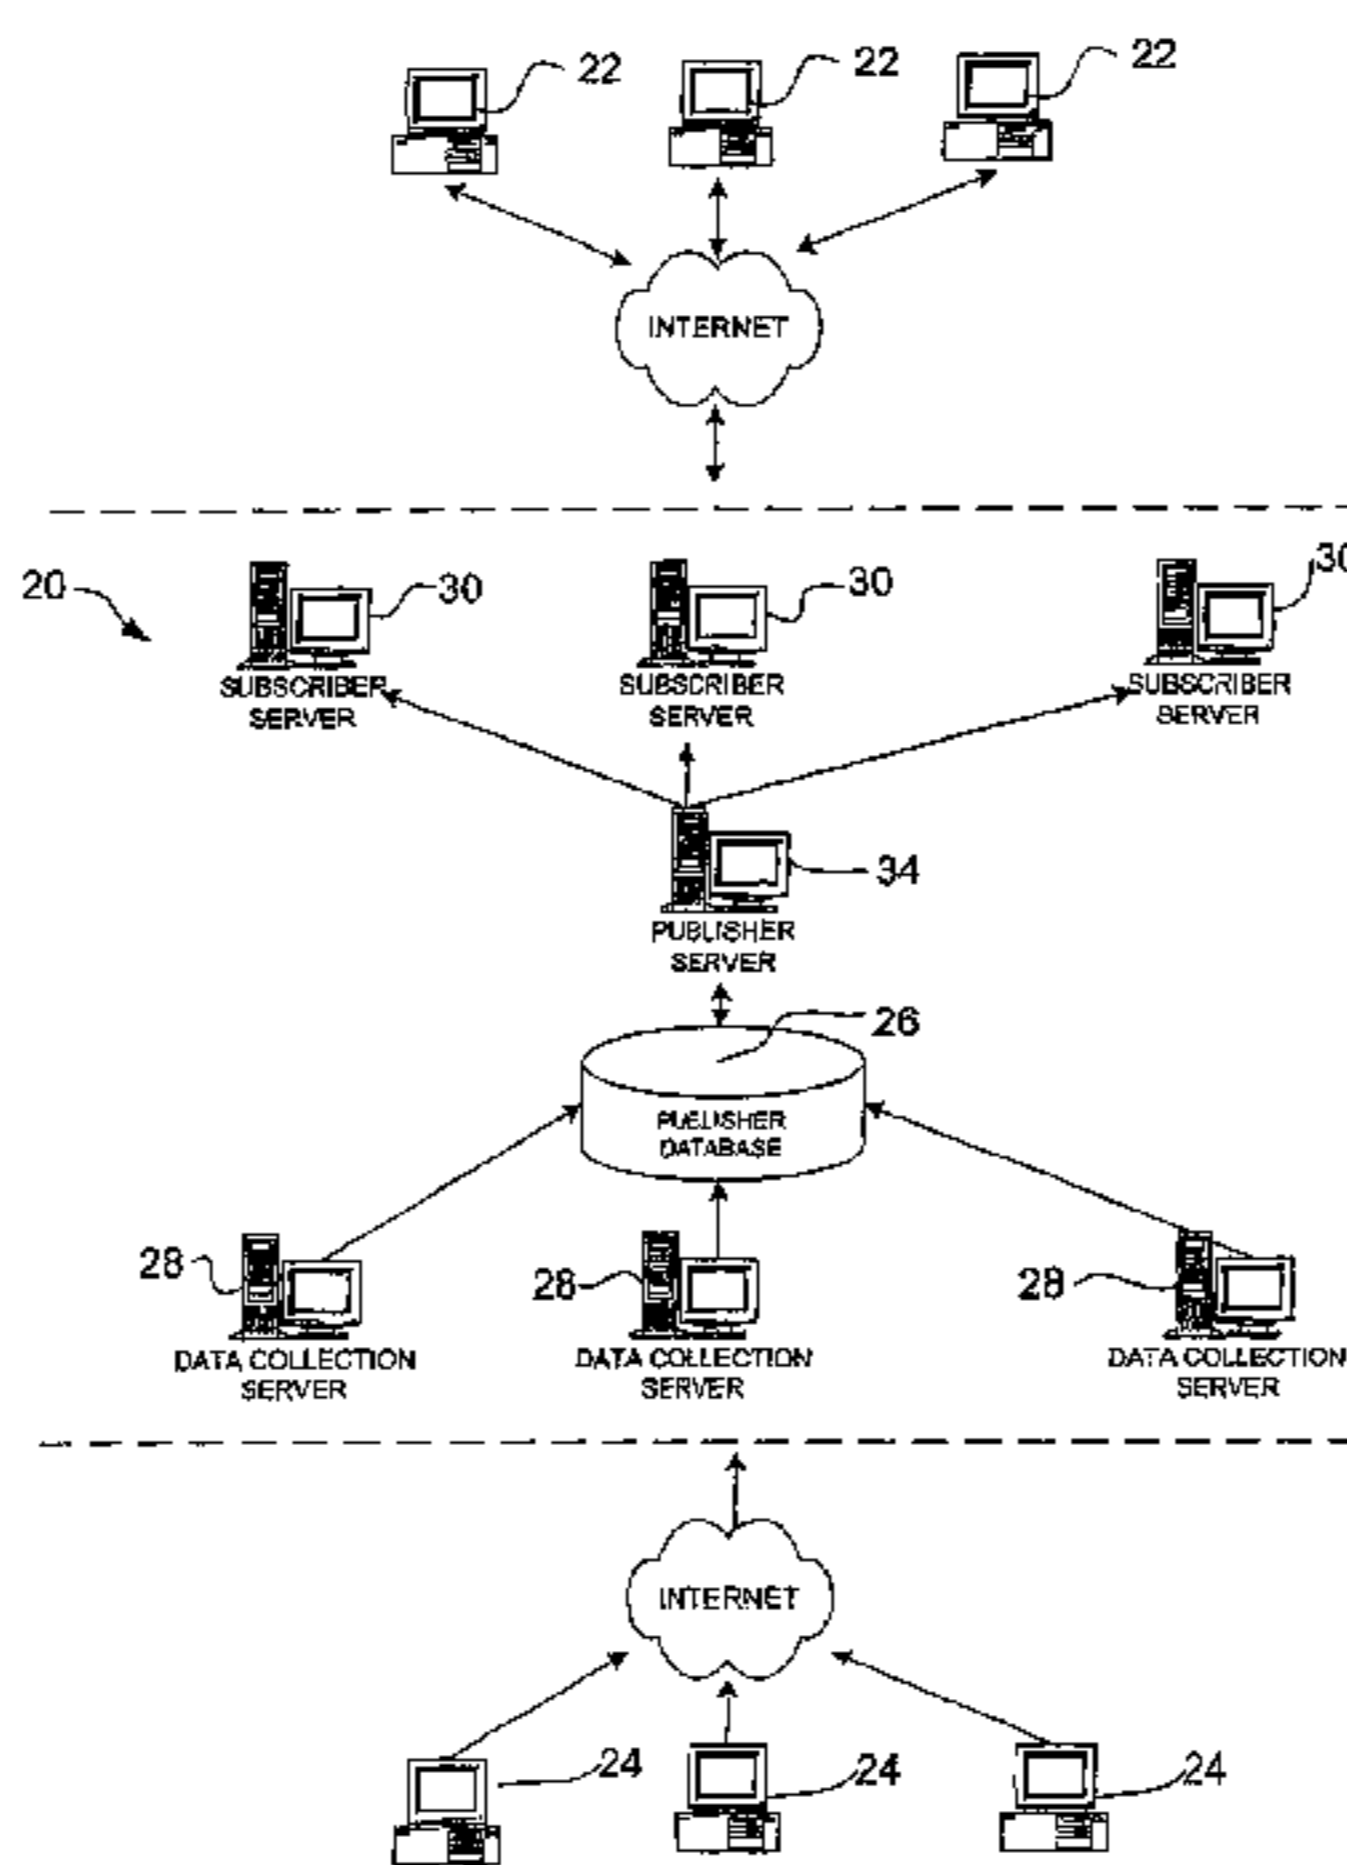 22 22 22
INTERNET
20 30 30 30
SUBSCRIBER SUBSCRIBER SUBSCRIBER
SERVER SERVER SERVER
34
PUBLISHER
SERVER
26
PUBLISHER
DATABASE
28 28 28
DATA COLLECTION DATA COLLECTION DATA COLLECTION
SERVER SERVER SERVER
INTERNET
24 24 24